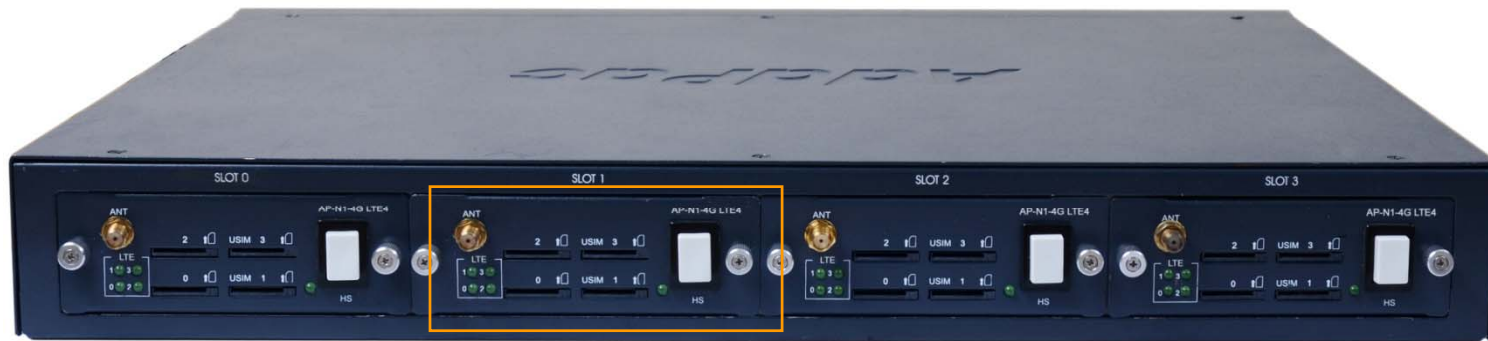 Addpac
SLOT 0 SLOT 1 SLOT 2 SLOT 3
ANT AP-N1-4G LTE4 ANT AP-N1-4G LTE4 ANT AP-N1-4G LTE4 ANT AP-N1-4G LTE4
2 USIM 3 2 USIM 3 2 USIM 3 2 USIM 3
LTE LTE LTE LTE
1 3 1 3 1 3 1 3
0 USIM 1 0 USIM 1 0 USIM 1 0 USIM 1
0 2 0 2 0 2 0 2
HS HS HS HS